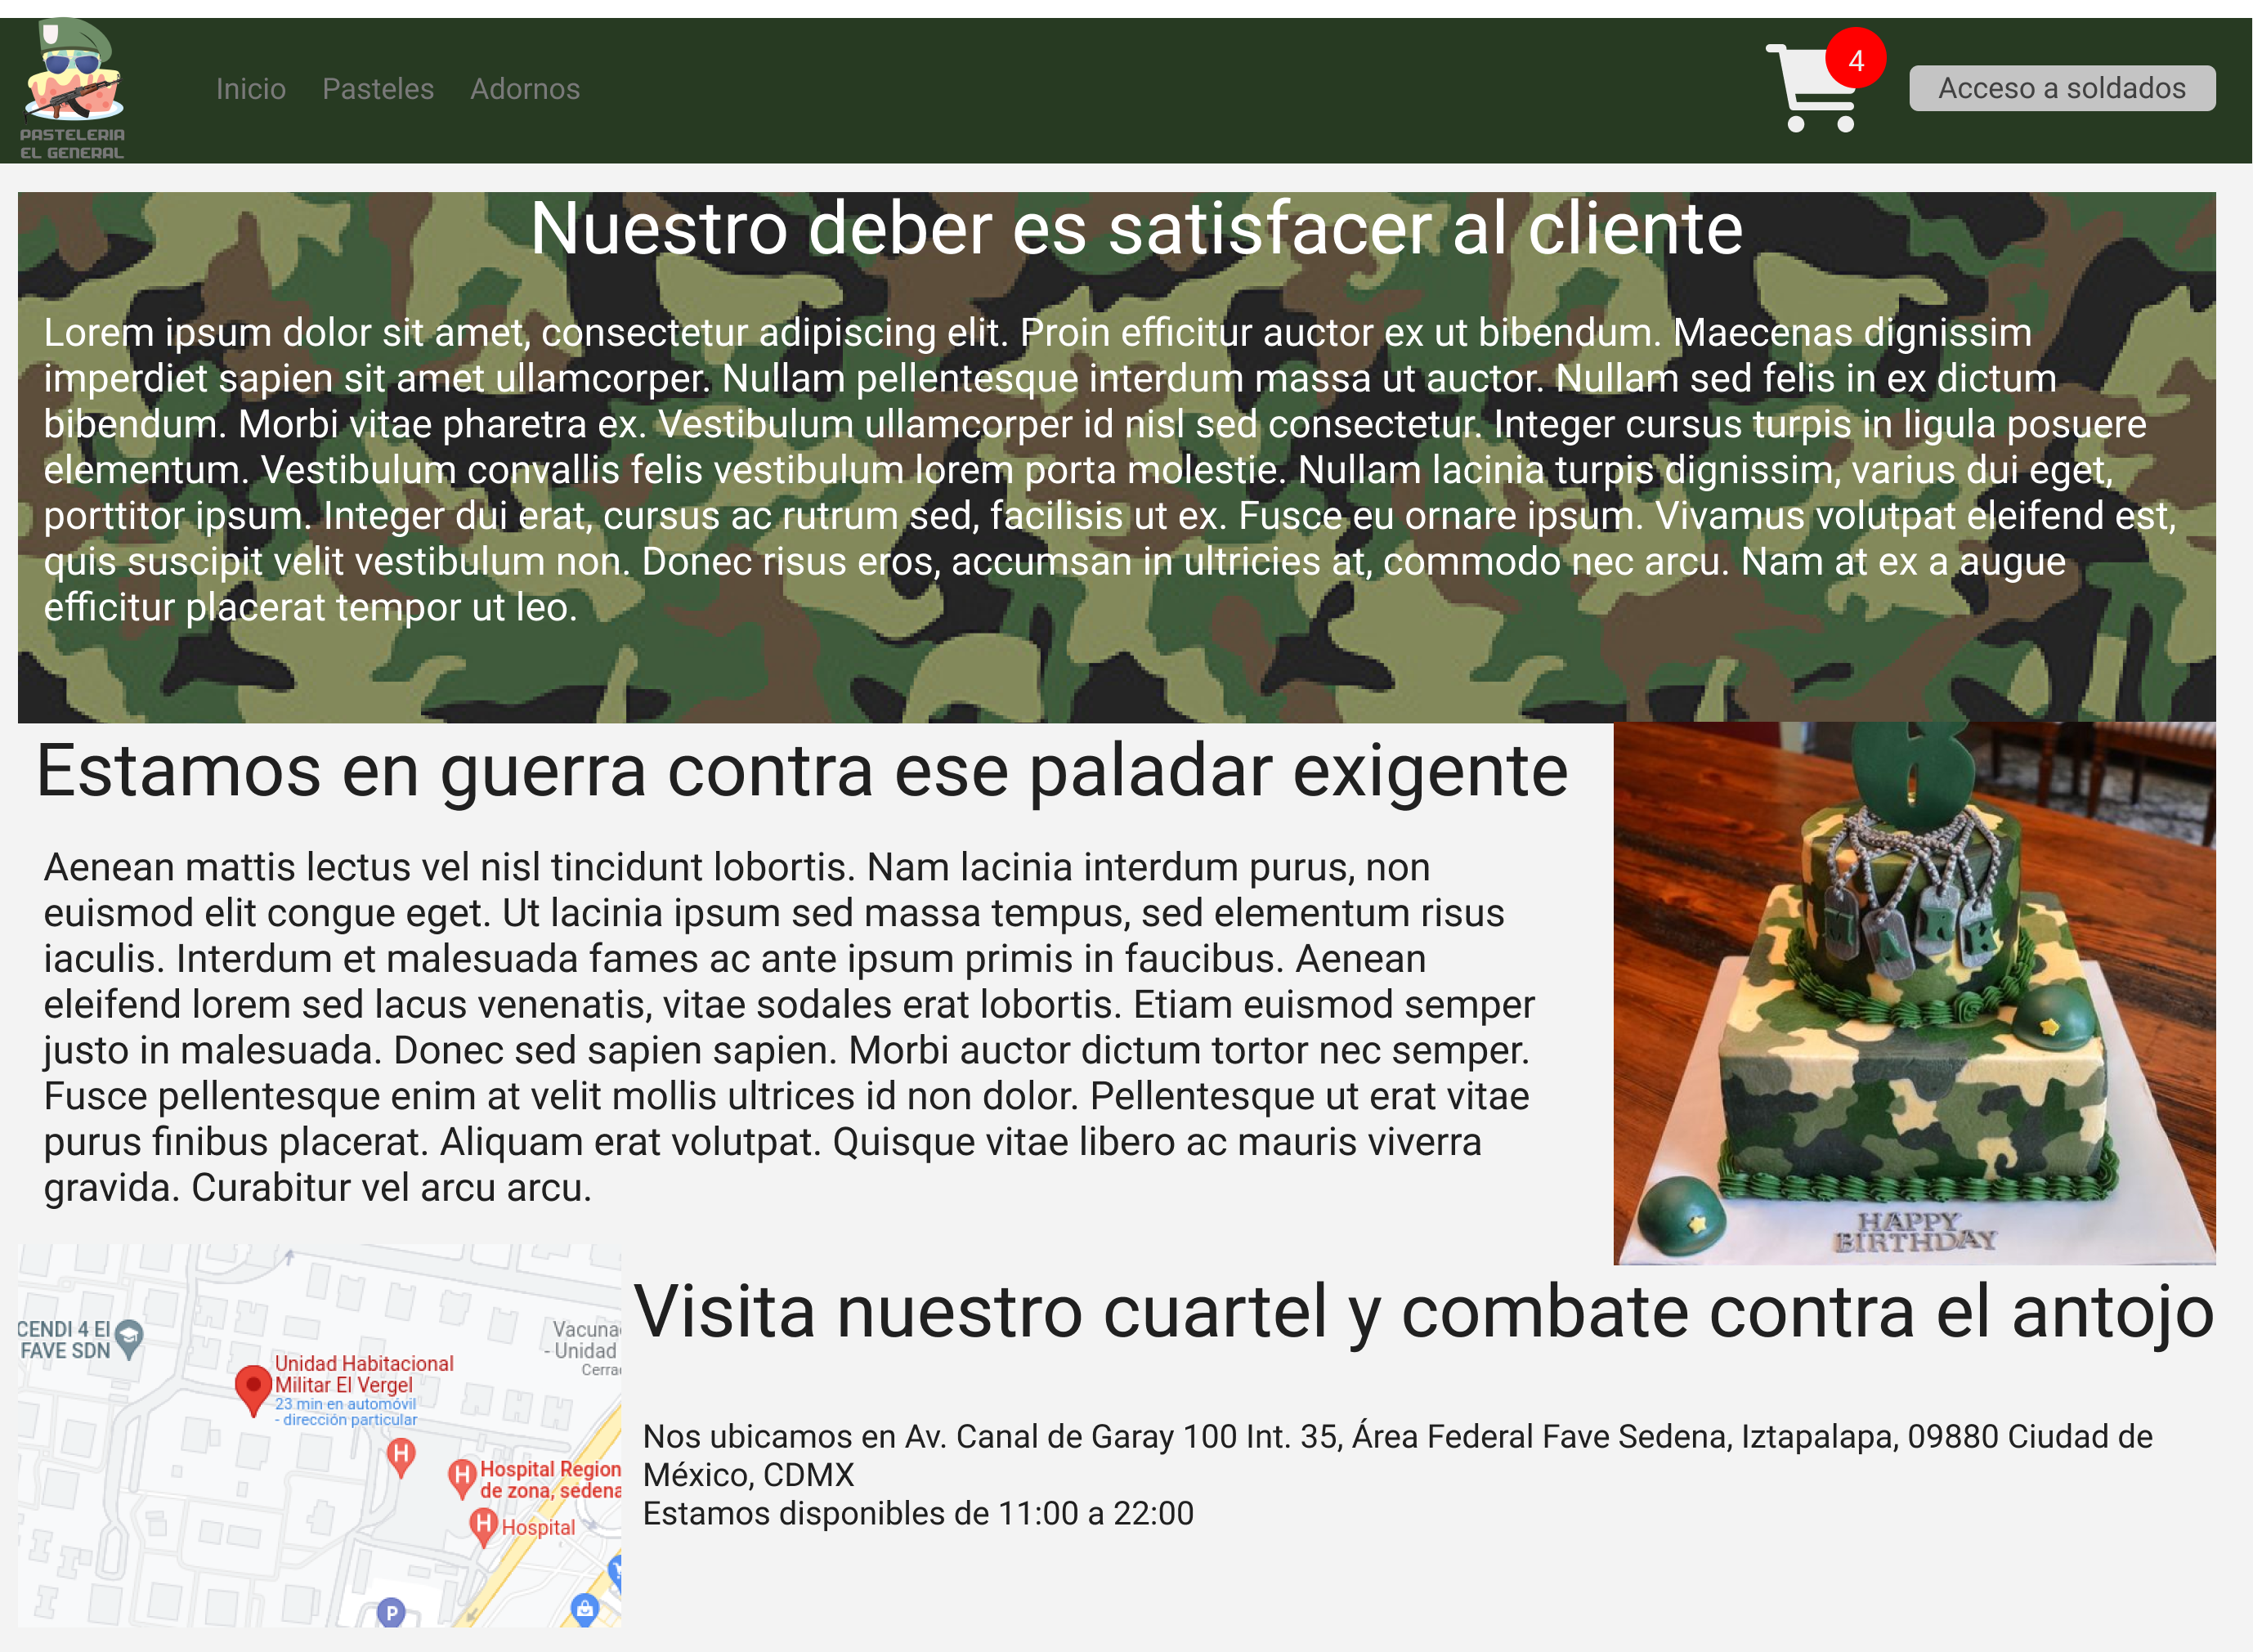 PASTELERIA
EL GENERAL
Inicio Pasteles Adornos
4
Acceso a soldados
Nuestro deber es satisfacer al cliente
Lorem ipsum dolor sit amet, consectetur adipiscing elit. Proin efficitur auctor ex ut bibendum. Maecenas dignissim
imperdiet sapien sit amet ullamcorper. Nullam pellentesque interdum massa ut auctor. Nullam sed felis in ex dictum
bibendum. Morbi vitae pharetra ex. Vestibulum ullamcorper id nisl sed consectetur. Integer cursus turpis in ligula posuere
elementum. Vestibulum convallis felis vestibulum lorem porta molestie. Nullam lacinia turpis dignissim, varius dui eget,
porttitor ipsum. Integer dui erat, cursus ac rutrum sed, facilisis ut ex. Fusce eu ornare ipsum. Vivamus volutpat eleifend est,
quis suscipit velit vestibulum non. Donec risus eros, accumsan in ultricies at, commodo nec arcu. Nam at ex a augue
efficitur placerat tempor ut leo.
Estamos en guerra contra ese paladar exigente
Aenean mattis lectus vel nisl tincidunt lobortis. Nam lacinia interdum purus, non
euismod elit congue eget. Ut lacinia ipsum sed massa tempus, sed elementum risus
iaculis. Interdum et malesuada fames ac ante ipsum primis in faucibus. Aenean
eleifend lorem sed lacus venenatis, vitae sodales erat lobortis. Etiam euismod semper
justo in malesuada. Donec sed sapien sapien. Morbi auctor dictum tortor nec semper.
Fusce pellentesque enim at velit mollis ultrices id non dolor. Pellentesque ut erat vitae
purus finibus placerat. Aliquam erat volutpat. Quisque vitae libero ac mauris viverra
gravida. Curabitur vel arcu arcu.
6
HAPPY
BIRTHDAY
CENDI 4 El
FAVE SDN
Unidad Habitacional
Militar El Vergel
23 min en automóvil
- dirección particular
Vacuna
- Unidad
Cerra
H
H
Hospital Region
de zona, sedena
H
Hospital
P
Visita nuestro cuartel y combate contra el antojo
Nos ubicamos en Av. Canal de Garay 100 Int. 35, Área Federal Fave Sedena, Iztapalapa, 09880 Ciudad de
México, CDMX
Estamos disponibles de 11:00 a 22:00